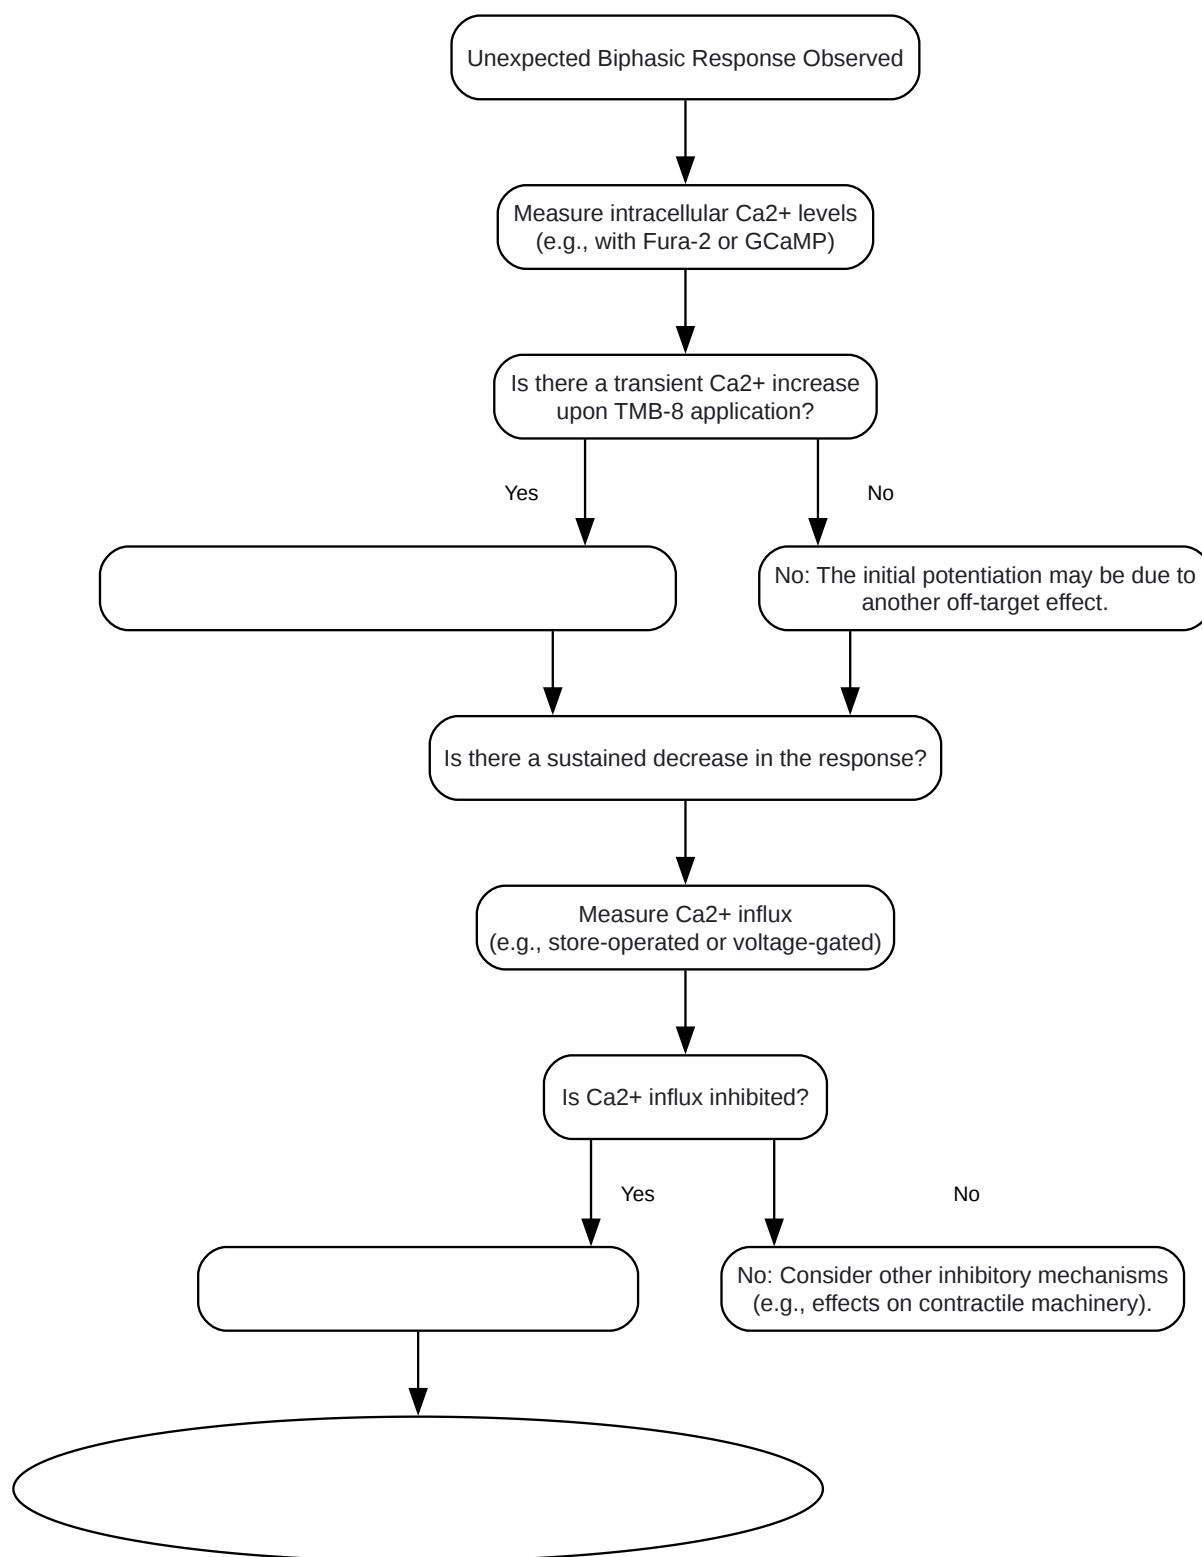 Unexpected Biphasic Response Observed
Measure intracellular Ca2+ levels
(e.g., with Fura-2 or GCaMP)
Is there a transient Ca2+ increase
upon TMB-8 application?
Yes
No
No: The initial potentiation may be due to
another off-target effect.
Is there a sustained decrease in the response?
Measure Ca2+ influx
(e.g., store-operated or voltage-gated)
Is Ca2+ influx inhibited?
Yes
No
No: Consider other inhibitory mechanisms
(e.g., effects on contractile machinery).